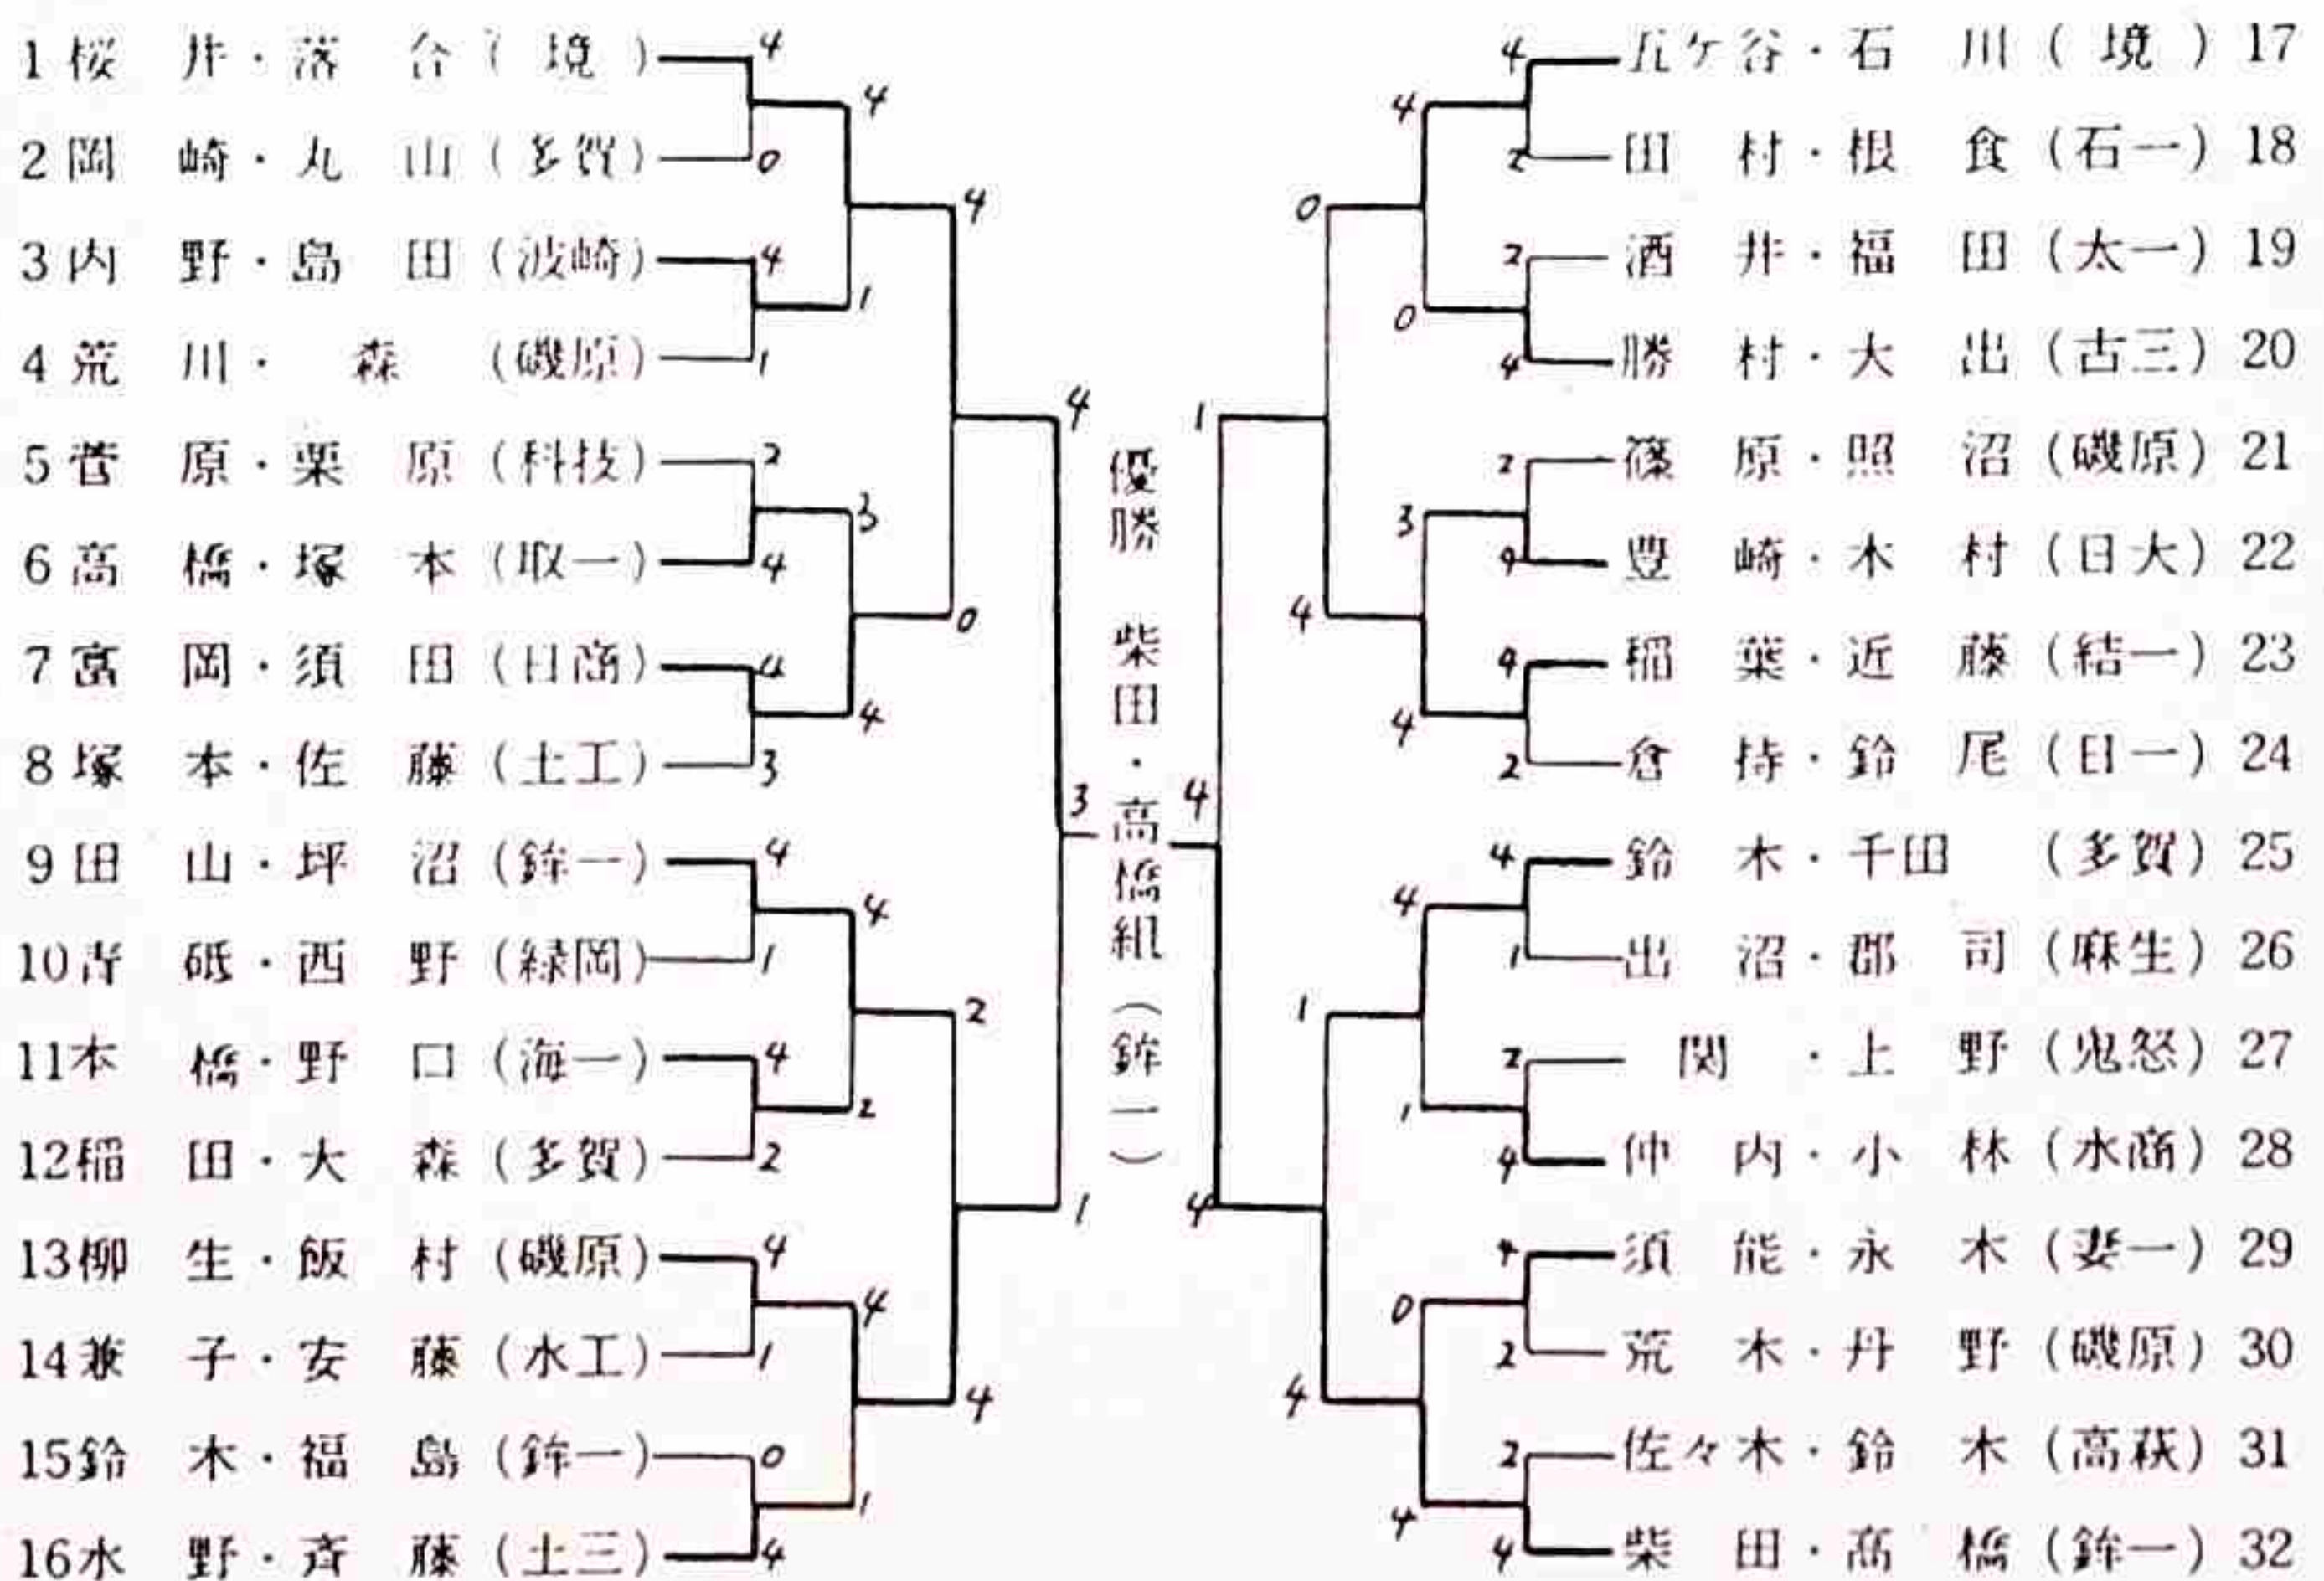 1 桜井・落合（境） 4
4
2 岡崎・丸山（多賀） 0
4
3 内野・島田（波崎） 4
1
4 荒川・森（磯原） 1
4
5 菅原・栗原（科技） 2
3
6 高橋・塚本（取一） 4
0
7 富岡・須田（日商） 4
4
8 塚本・佐藤（土工） 3
3
9 田山・坪沼（鉾一） 4
4
10 青砥・西野（緑岡） 1
2
11 本橋・野口（海一） 4
2
12 稲田・大森（多賀） 2
1
13 柳生・飯村（磯原） 4
4
14 兼子・安藤（水工） 1
4
15 鈴木・福島（鉾一） 0
1
16 水野・斉藤（土三） 4
優勝 柴田・高橋組（鉾一）
4 五ケ谷・石川（境） 17
4
2 田村・根食（石一） 18
0
2 酒井・福田（太一） 19
0
4 勝村・大出（古三） 20
1
2 篠原・照沼（磯原） 21
3
4 豊崎・木村（日大） 22
4
4 稲葉・近藤（結一） 23
4
2 倉持・鈴尾（日一） 24
4
4 鈴木・千田（多賀） 25
4
1 出沼・郡司（麻生） 26
1
2 関・上野（鬼怒） 27
1
4 仲内・小林（水商） 28
4
4 須能・永木（妻一） 29
0
2 荒木・丹野（磯原） 30
4
2 佐々木・鈴木（高萩） 31
4
4 柴田・高橋（鉾一） 32